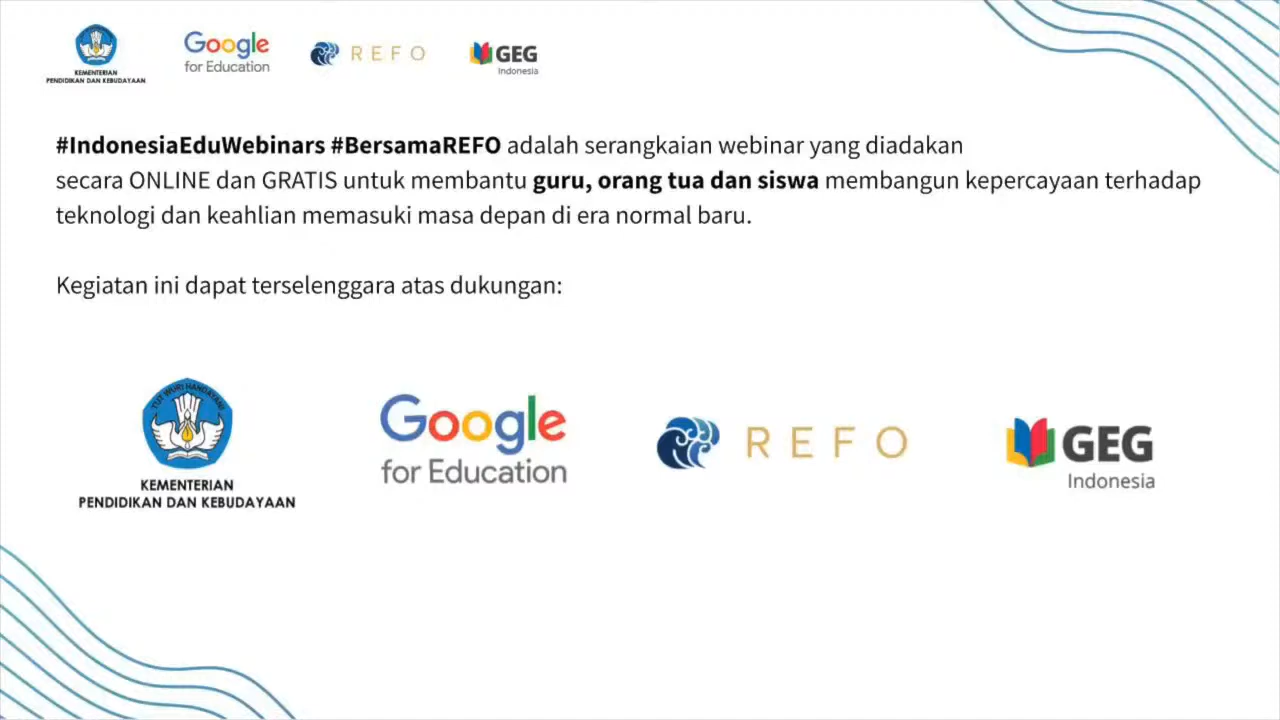 KEMENTERIAN
PENDIDIKAN DAN KEBUDAYAAN
Google
for Education
REFO
GEG
Indonesia
#IndonesiaEduWebinars #BersamaREFO adalah serangkaian webinar yang diadakan
secara ONLINE dan GRATIS untuk membantu guru, orang tua dan siswa membangun kepercayaan terhadap
teknologi dan keahlian memasuki masa depan di era normal baru.
Kegiatan ini dapat terselenggara atas dukungan:
TUT WURI HANDAYANI
KEMENTERIAN
PENDIDIKAN DAN KEBUDAYAAN
Google
for Education
REFO
GEG
Indonesia